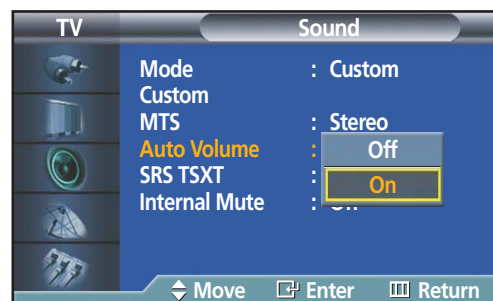 TV Sound
Mode : Custom
Custom
MTS : Stereo
Auto Volume : Off
SRS TSXT : On
Internal Mute :
Move Enter Return